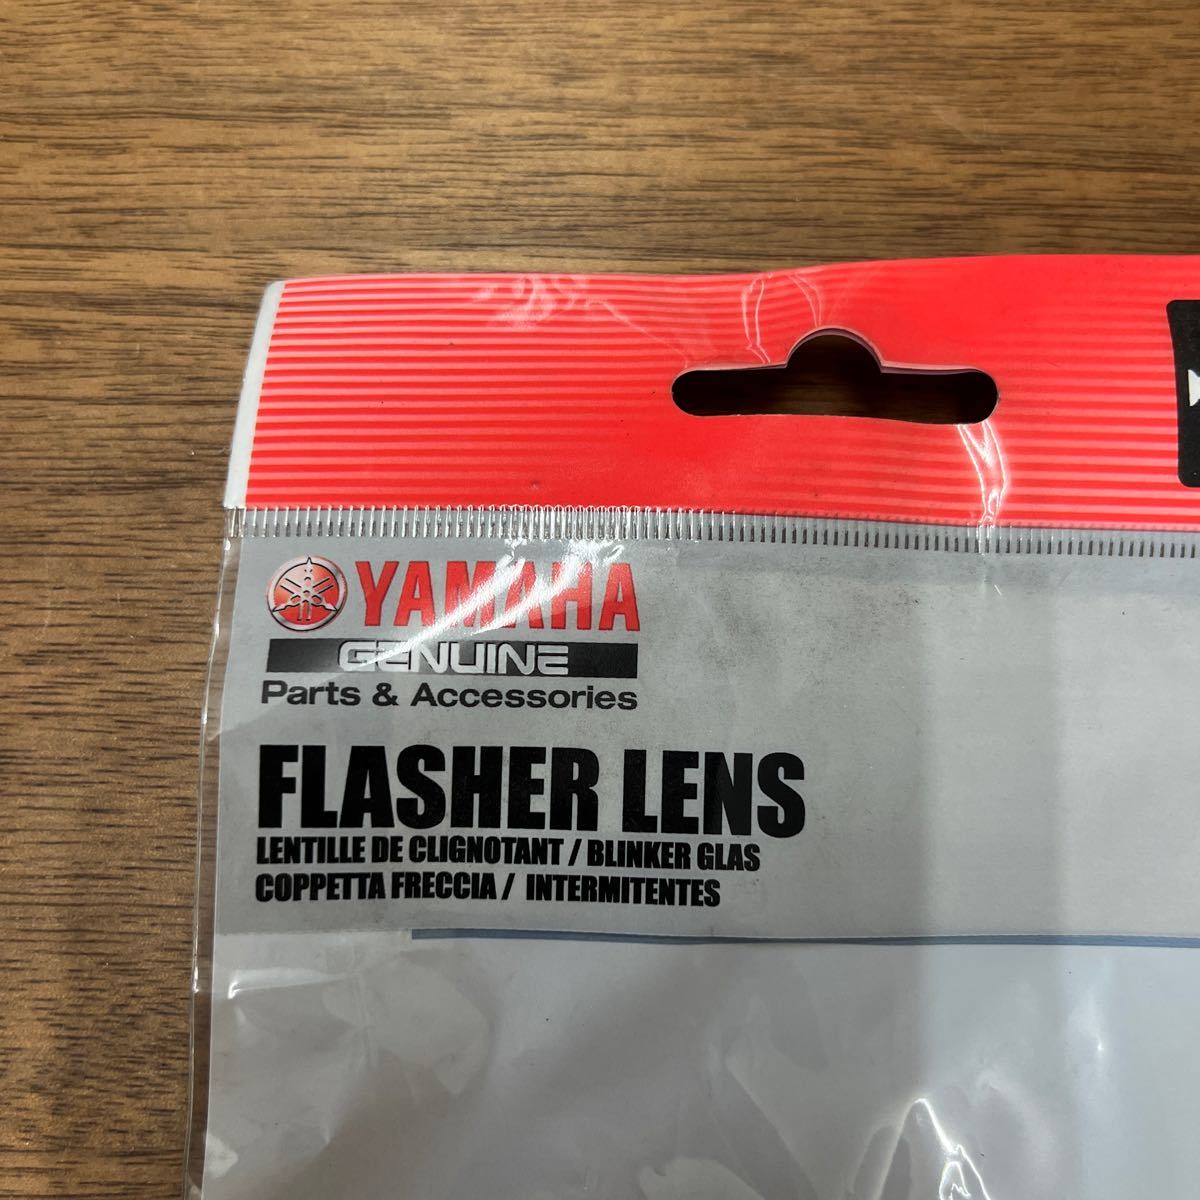 YAMAHA
GENUINE
Parts & Accessories
FLASHER LENS
LENTILLE DE CLIGNOTANT / BLINKER GLAS
COPPETTA FRECCIA / INTERMITENTES